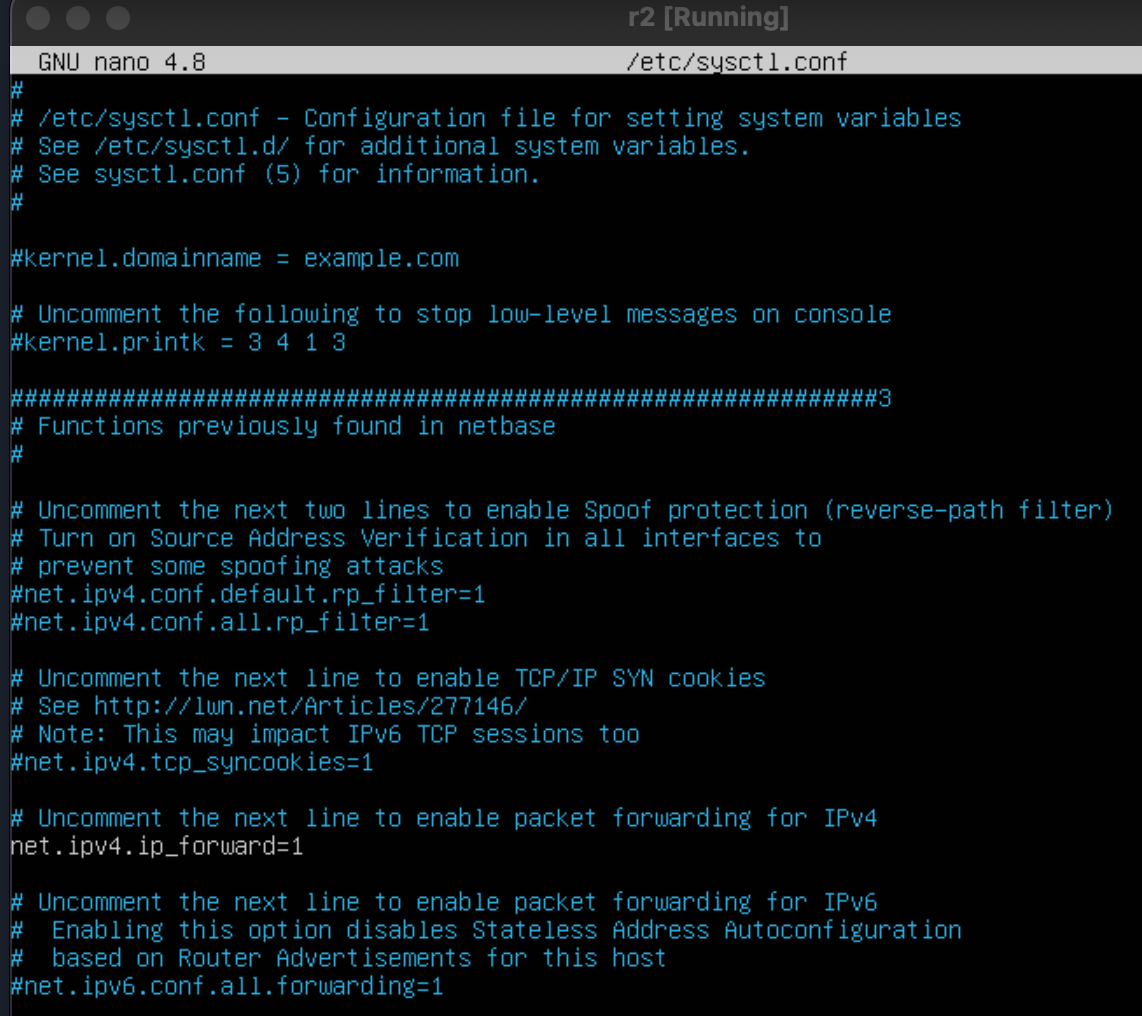 r2 [Running]
GNU nano 4.8 /etc/sysctl.conf
#
# /etc/sysctl.conf - Configuration file for setting system variables
# See /etc/sysctl.d/ for additional system variables.
# See sysctl.conf (5) for information.
#
#kernel.domainname = example.com
# Uncomment the following to stop low-level messages on console
#kernel.printk = 3 4 1 3
##############################################################3
# Functions previously found in netbase
#
# Uncomment the next two lines to enable Spoof protection (reverse-path filter)
# Turn on Source Address Verification in all interfaces to
# prevent some spoofing attacks
#net.ipv4.conf.default.rp_filter=1
#net.ipv4.conf.all.rp_filter=1
# Uncomment the next line to enable TCP/IP SYN cookies
# See http://lwn.net/Articles/277146/
# Note: This may impact IPv6 TCP sessions too
#net.ipv4.tcp_syncookies=1
# Uncomment the next line to enable packet forwarding for IPv4
net.ipv4.ip_forward=1
# Uncomment the next line to enable packet forwarding for IPv6
#  Enabling this option disables Stateless Address Autoconfiguration
#  based on Router Advertisements for this host
#net.ipv6.conf.all.forwarding=1